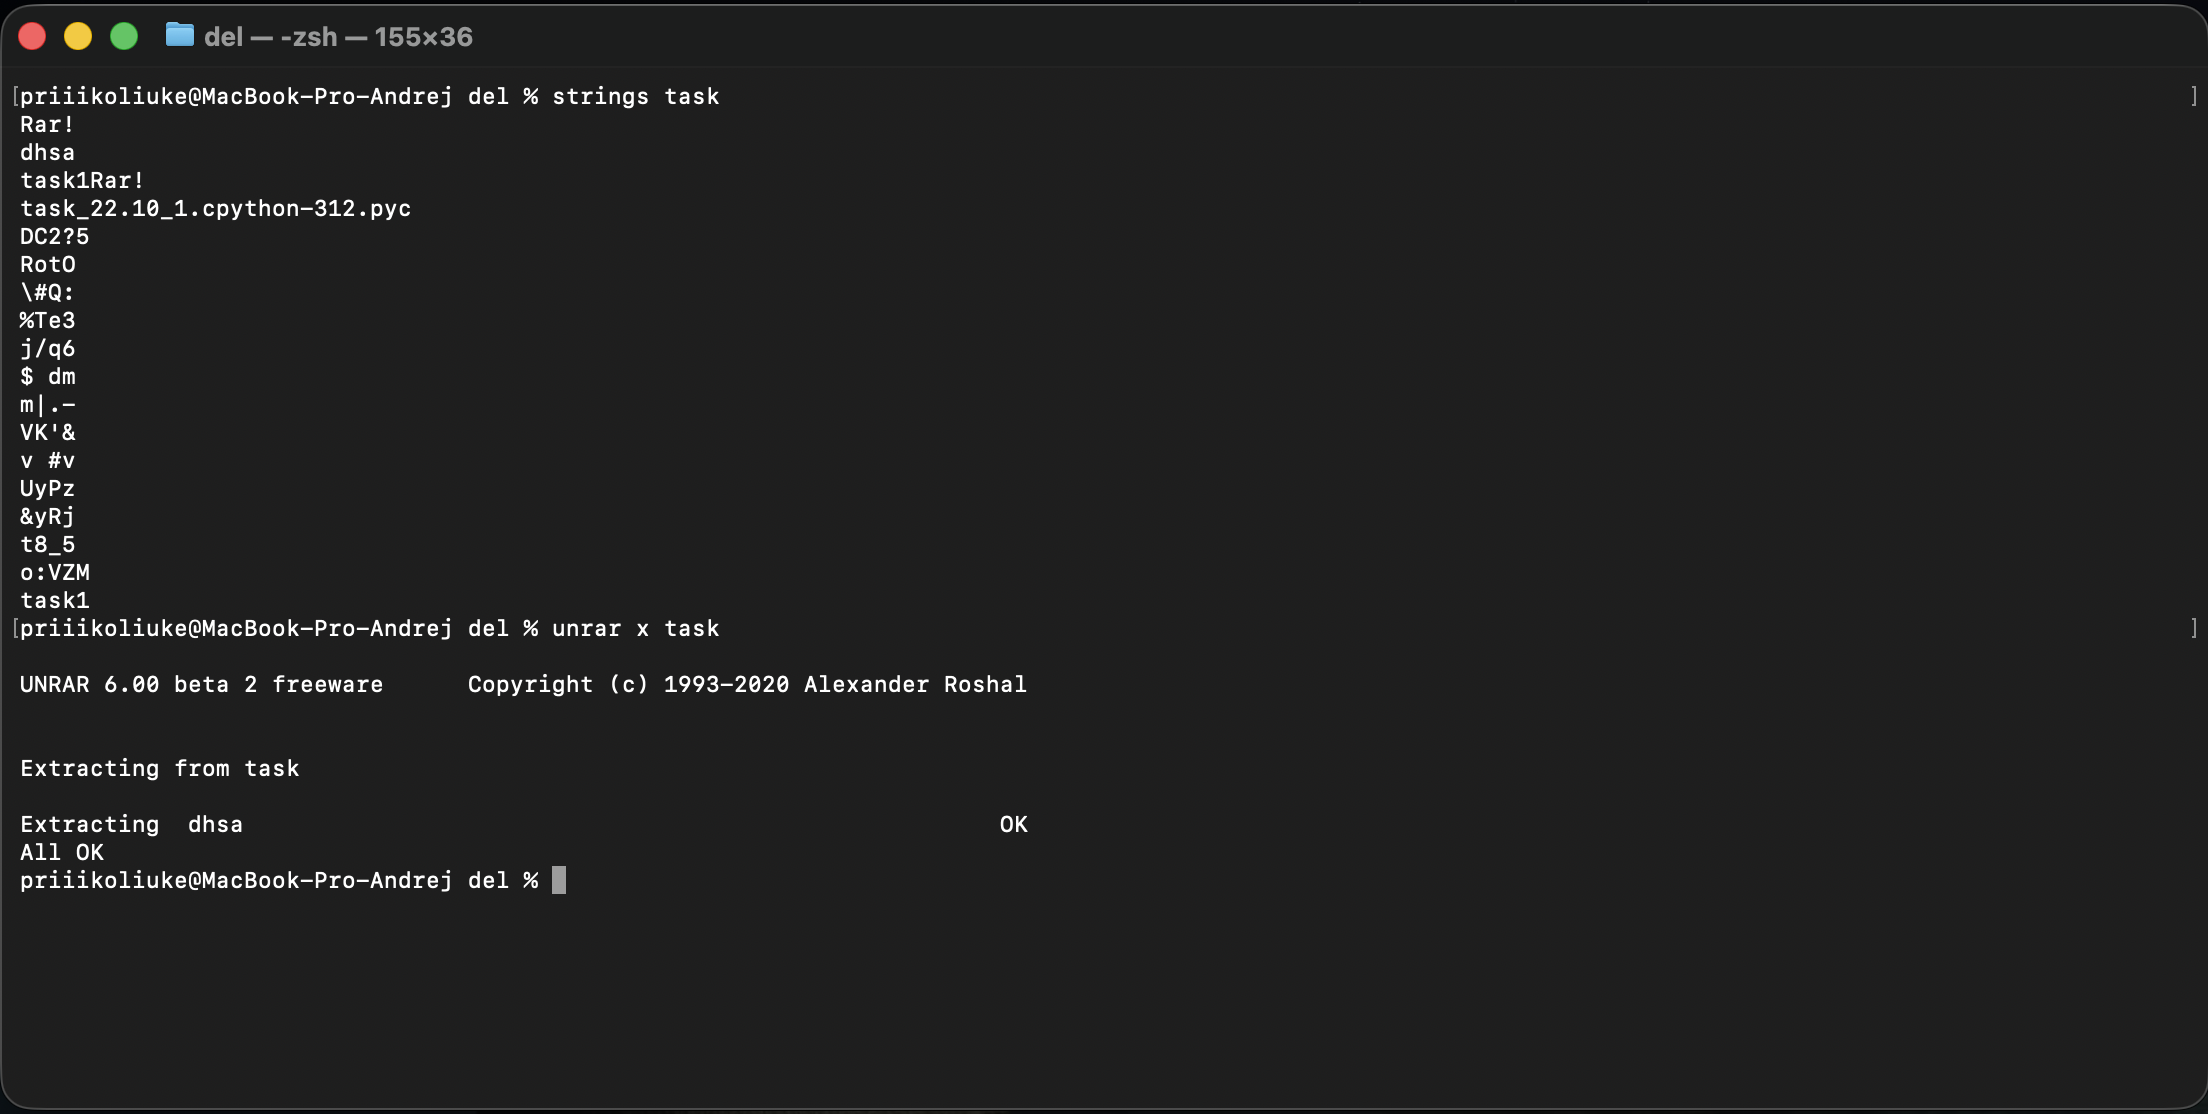 del — -zsh — 155×36
[priiikoliuke@MacBook-Pro-Andrej del % strings task ]
Rar!
dhsa
task1Rar!
task_22.10_1.cpython-312.pyc
DC2?5
RotO
\#Q:
%Te3
j/q6
$ dm
m|.-
VK'&
v #v
UyPz
&yRj
t8_5
o:VZM
task1
[priiikoliuke@MacBook-Pro-Andrej del % unrar x task ]
UNRAR 6.00 beta 2 freeware      Copyright (c) 1993-2020 Alexander Roshal
Extracting from task
Extracting  dhsa                                                      OK
All OK
priiikoliuke@MacBook-Pro-Andrej del %